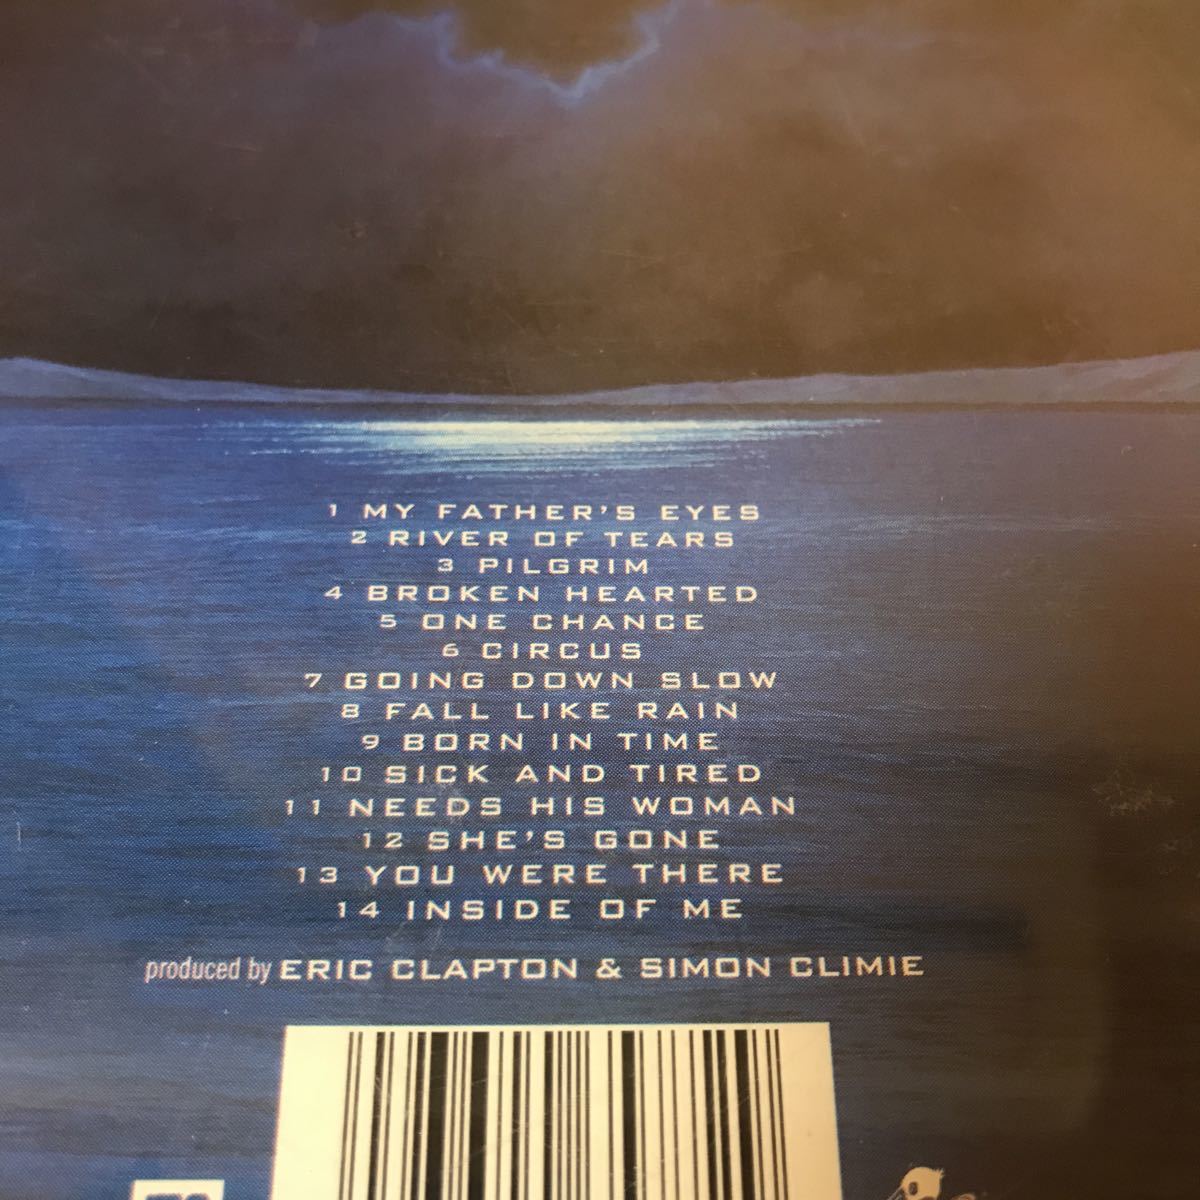 1 MY FATHER'S EYES
2 RIVER OF TEARS
3 PILGRIM
4 BROKEN HEARTED
5 ONE CHANCE
6 CIRCUS
7 GOING DOWN SLOW
8 FALL LIKE RAIN
9 BORN IN TIME
10 SICK AND TIRED
11 NEEDS HIS WOMAN
12 SHE'S GONE
13 YOU WERE THERE
14 INSIDE OF ME
produced by ERIC CLAPTON & SIMON CLIMIE